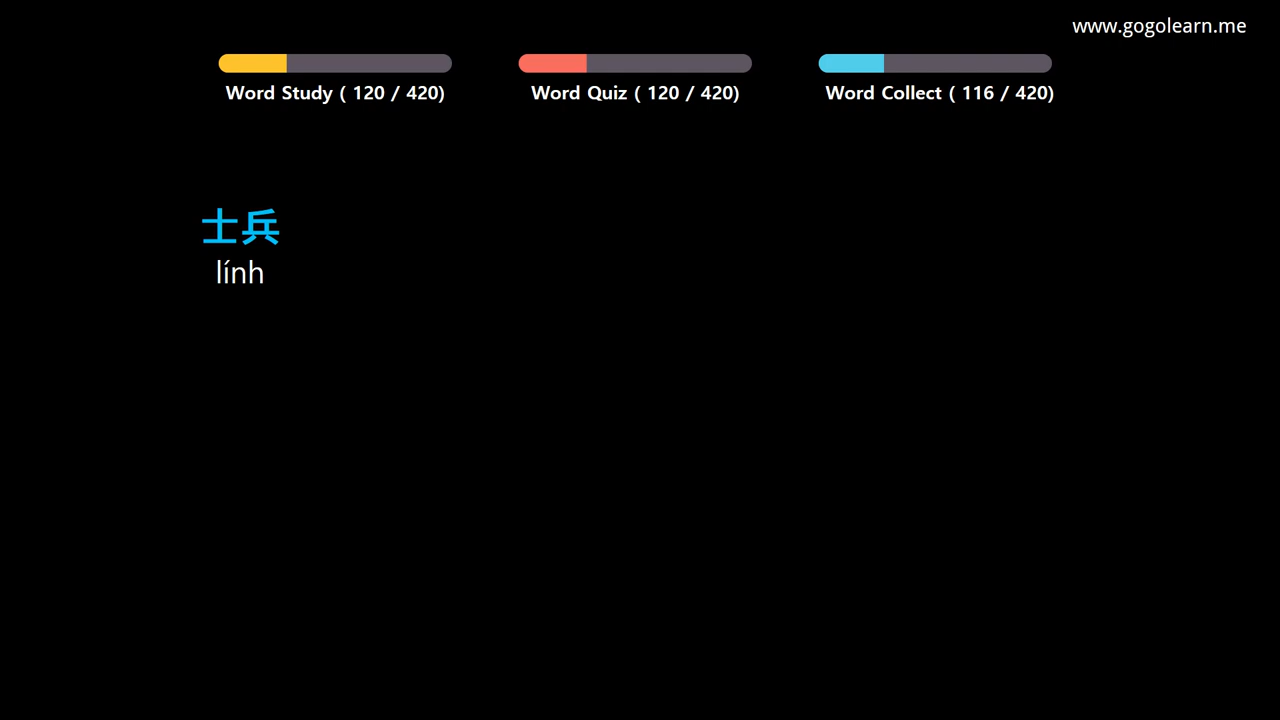 www.gogolearn.me
Word Study ( 120 / 420)
Word Quiz ( 120 / 420)
Word Collect ( 116 / 420)
士兵
lính